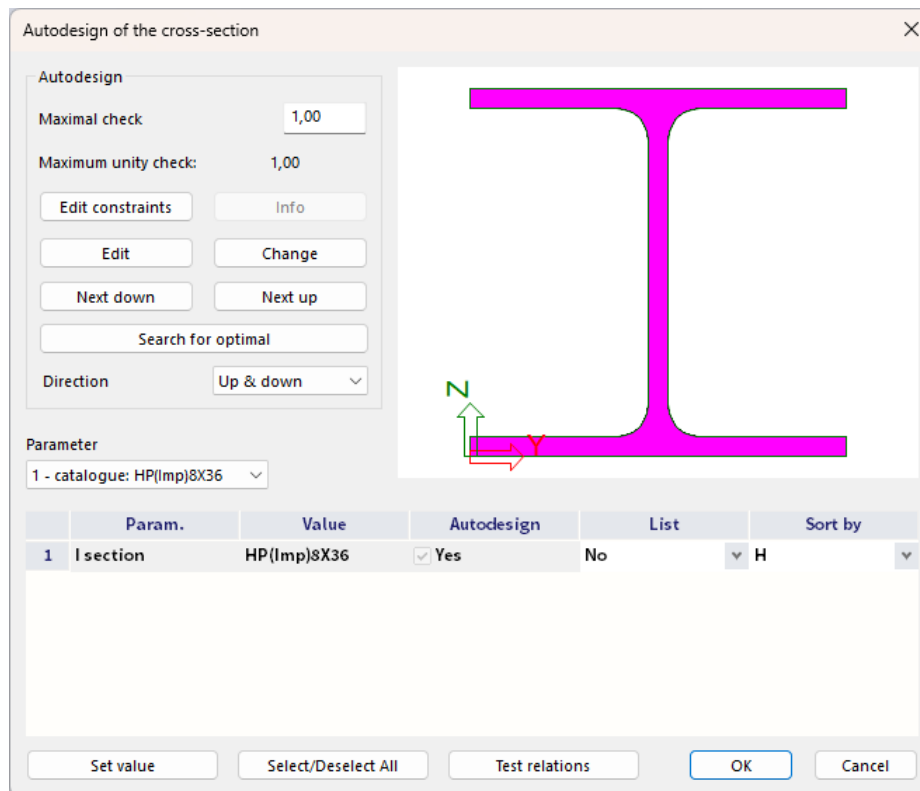 Autodesign of the cross-section
Autodesign
Maximal check 1,00
Maximum unity check: 1,00
Edit constraints Info
Edit Change
Next down Next up
Search for optimal
Direction Up & down
Z
Y
Parameter
1 - catalogue: HP(Imp)8X36
Param. Value Autodesign List Sort by
1 I section HP(Imp)8X36 Yes No H
Set value Select/Deselect All Test relations OK Cancel